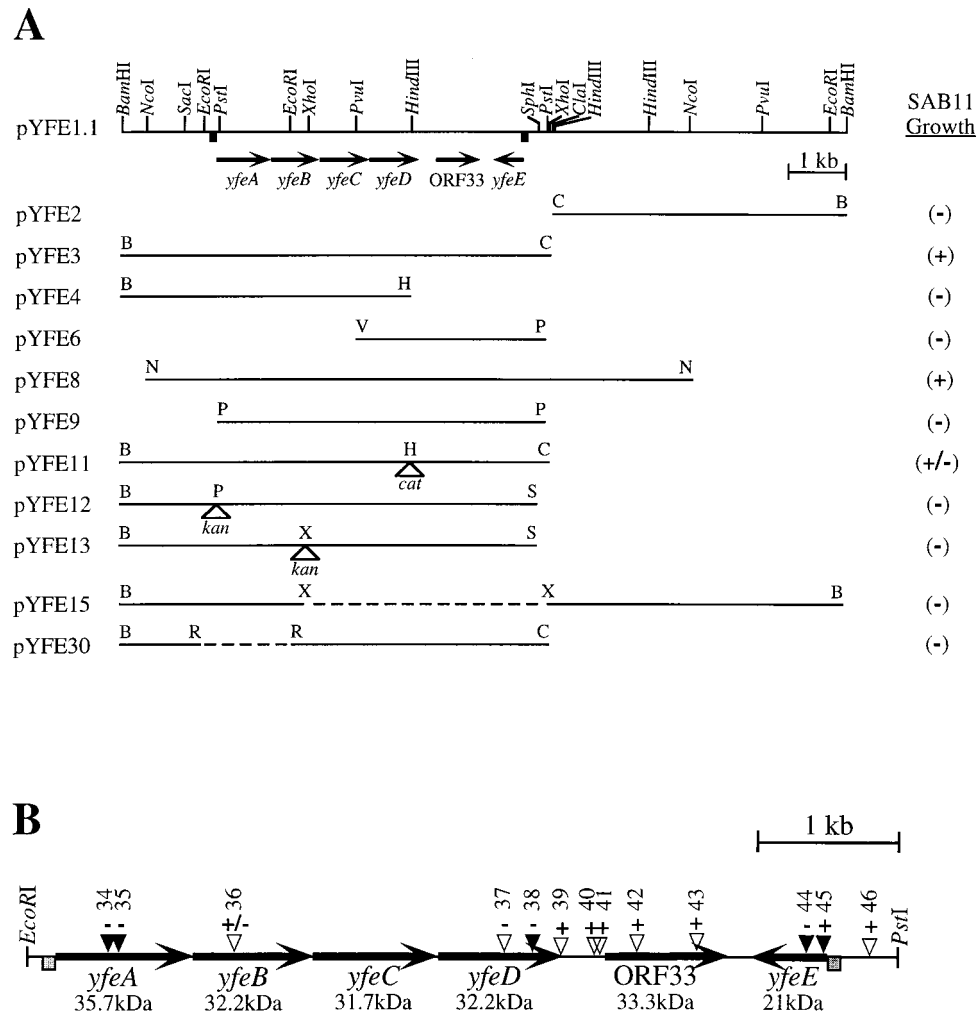 A
BamHI NcoI SacI EcoRI PstI EcoRI XhoI PvuI HindIII SphI PstI XhoI ClaI HindIII HindIII NcoI PvuI EcoRI BamHI
SAB11
Growth
pYFE1.1
1 kb
yfeA yfeB yfeC yfeD ORF33 yfeE
pYFE2 C B (-)
pYFE3 B C (+)
pYFE4 B H (-)
pYFE6 V P (-)
pYFE8 N N (+)
pYFE9 P P (-)
pYFE11 B H C (+/-)
cat
pYFE12 B P S (-)
kan
pYFE13 B X S (-)
kan
pYFE15 B X X B (-)
pYFE30 B R R C (-)
B
1 kb
EcoRI 34 35 36 37 38 39 40 41 42 43 44 45 46 PstI
- - +/- - - + + + + + - + +
yfeA yfeB yfeC yfeD ORF33 yfeE
35.7kDa 32.2kDa 31.7kDa 32.2kDa 33.3kDa 21kDa